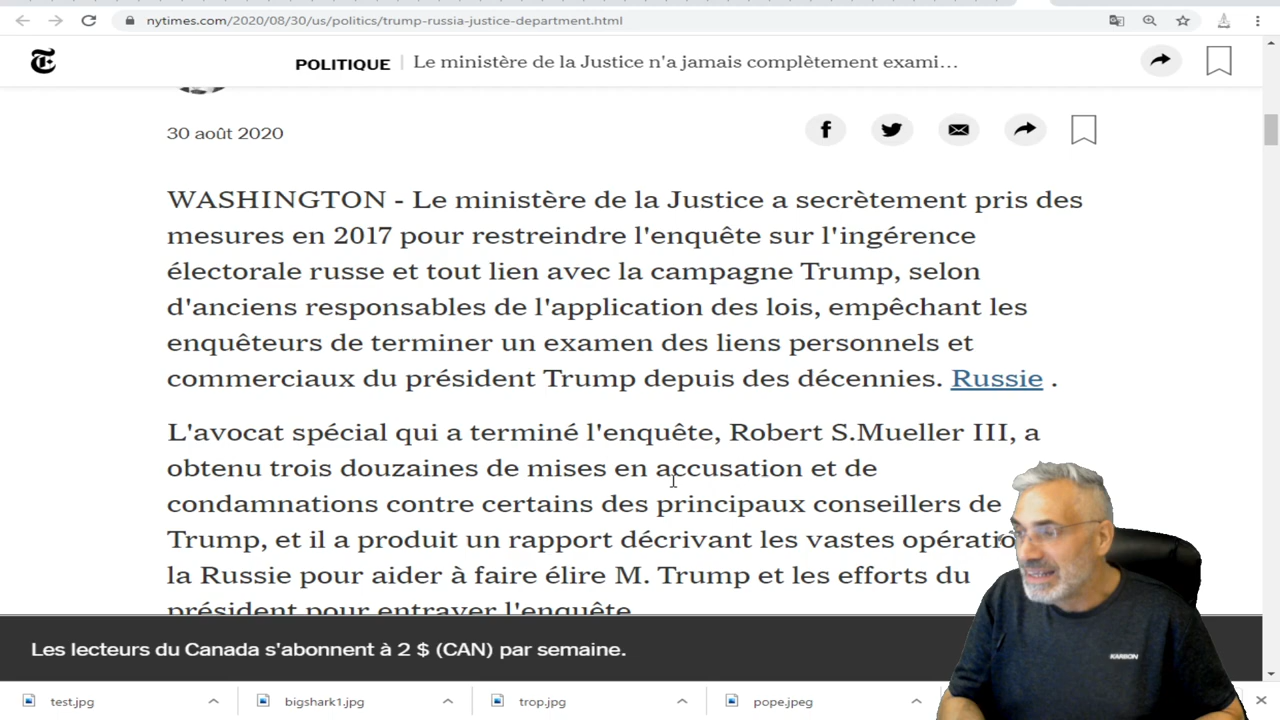 nytimes.com/2020/08/30/us/politics/trump-russia-justice-department.html
POLITIQUE | Le ministère de la Justice n'a jamais complètement exami...
30 août 2020
WASHINGTON - Le ministère de la Justice a secrètement pris des
mesures en 2017 pour restreindre l'enquête sur l'ingérence
électorale russe et tout lien avec la campagne Trump, selon
d'anciens responsables de l'application des lois, empêchant les
enquêteurs de terminer un examen des liens personnels et
commerciaux du président Trump depuis des décennies. Russie .
L'avocat spécial qui a terminé l'enquête, Robert S.Mueller III, a
obtenu trois douzaines de mises en accusation et de
condamnations contre certains des principaux conseillers de
Trump, et il a produit un rapport décrivant les vastes
la Russie pour aider à faire élire M. Trump et les efforts du
président pour entraver l'enquête
Les lecteurs du Canada s'abonnent à 2 $ (CAN) par semaine.
test.jpg
bigshark1.jpg
trop.jpg
pope.jpeg